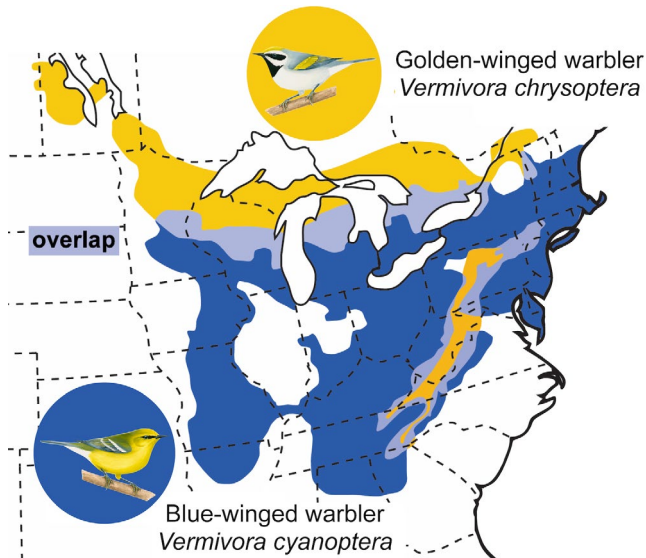 Golden-winged warbler
Vermivora chrysoptera
overlap
Blue-winged warbler
Vermivora cyanoptera